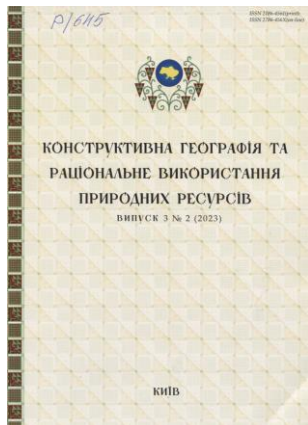 КОНСТРУКТИВНА ГЕОГРАФІЯ ТА
РАЦІОНАЛЬНЕ ВИКОРИСТАННЯ
ПРИРОДНИХ РЕСУРСІВ
ВИПУСК 3 № 2 (2023)
КИЇВ